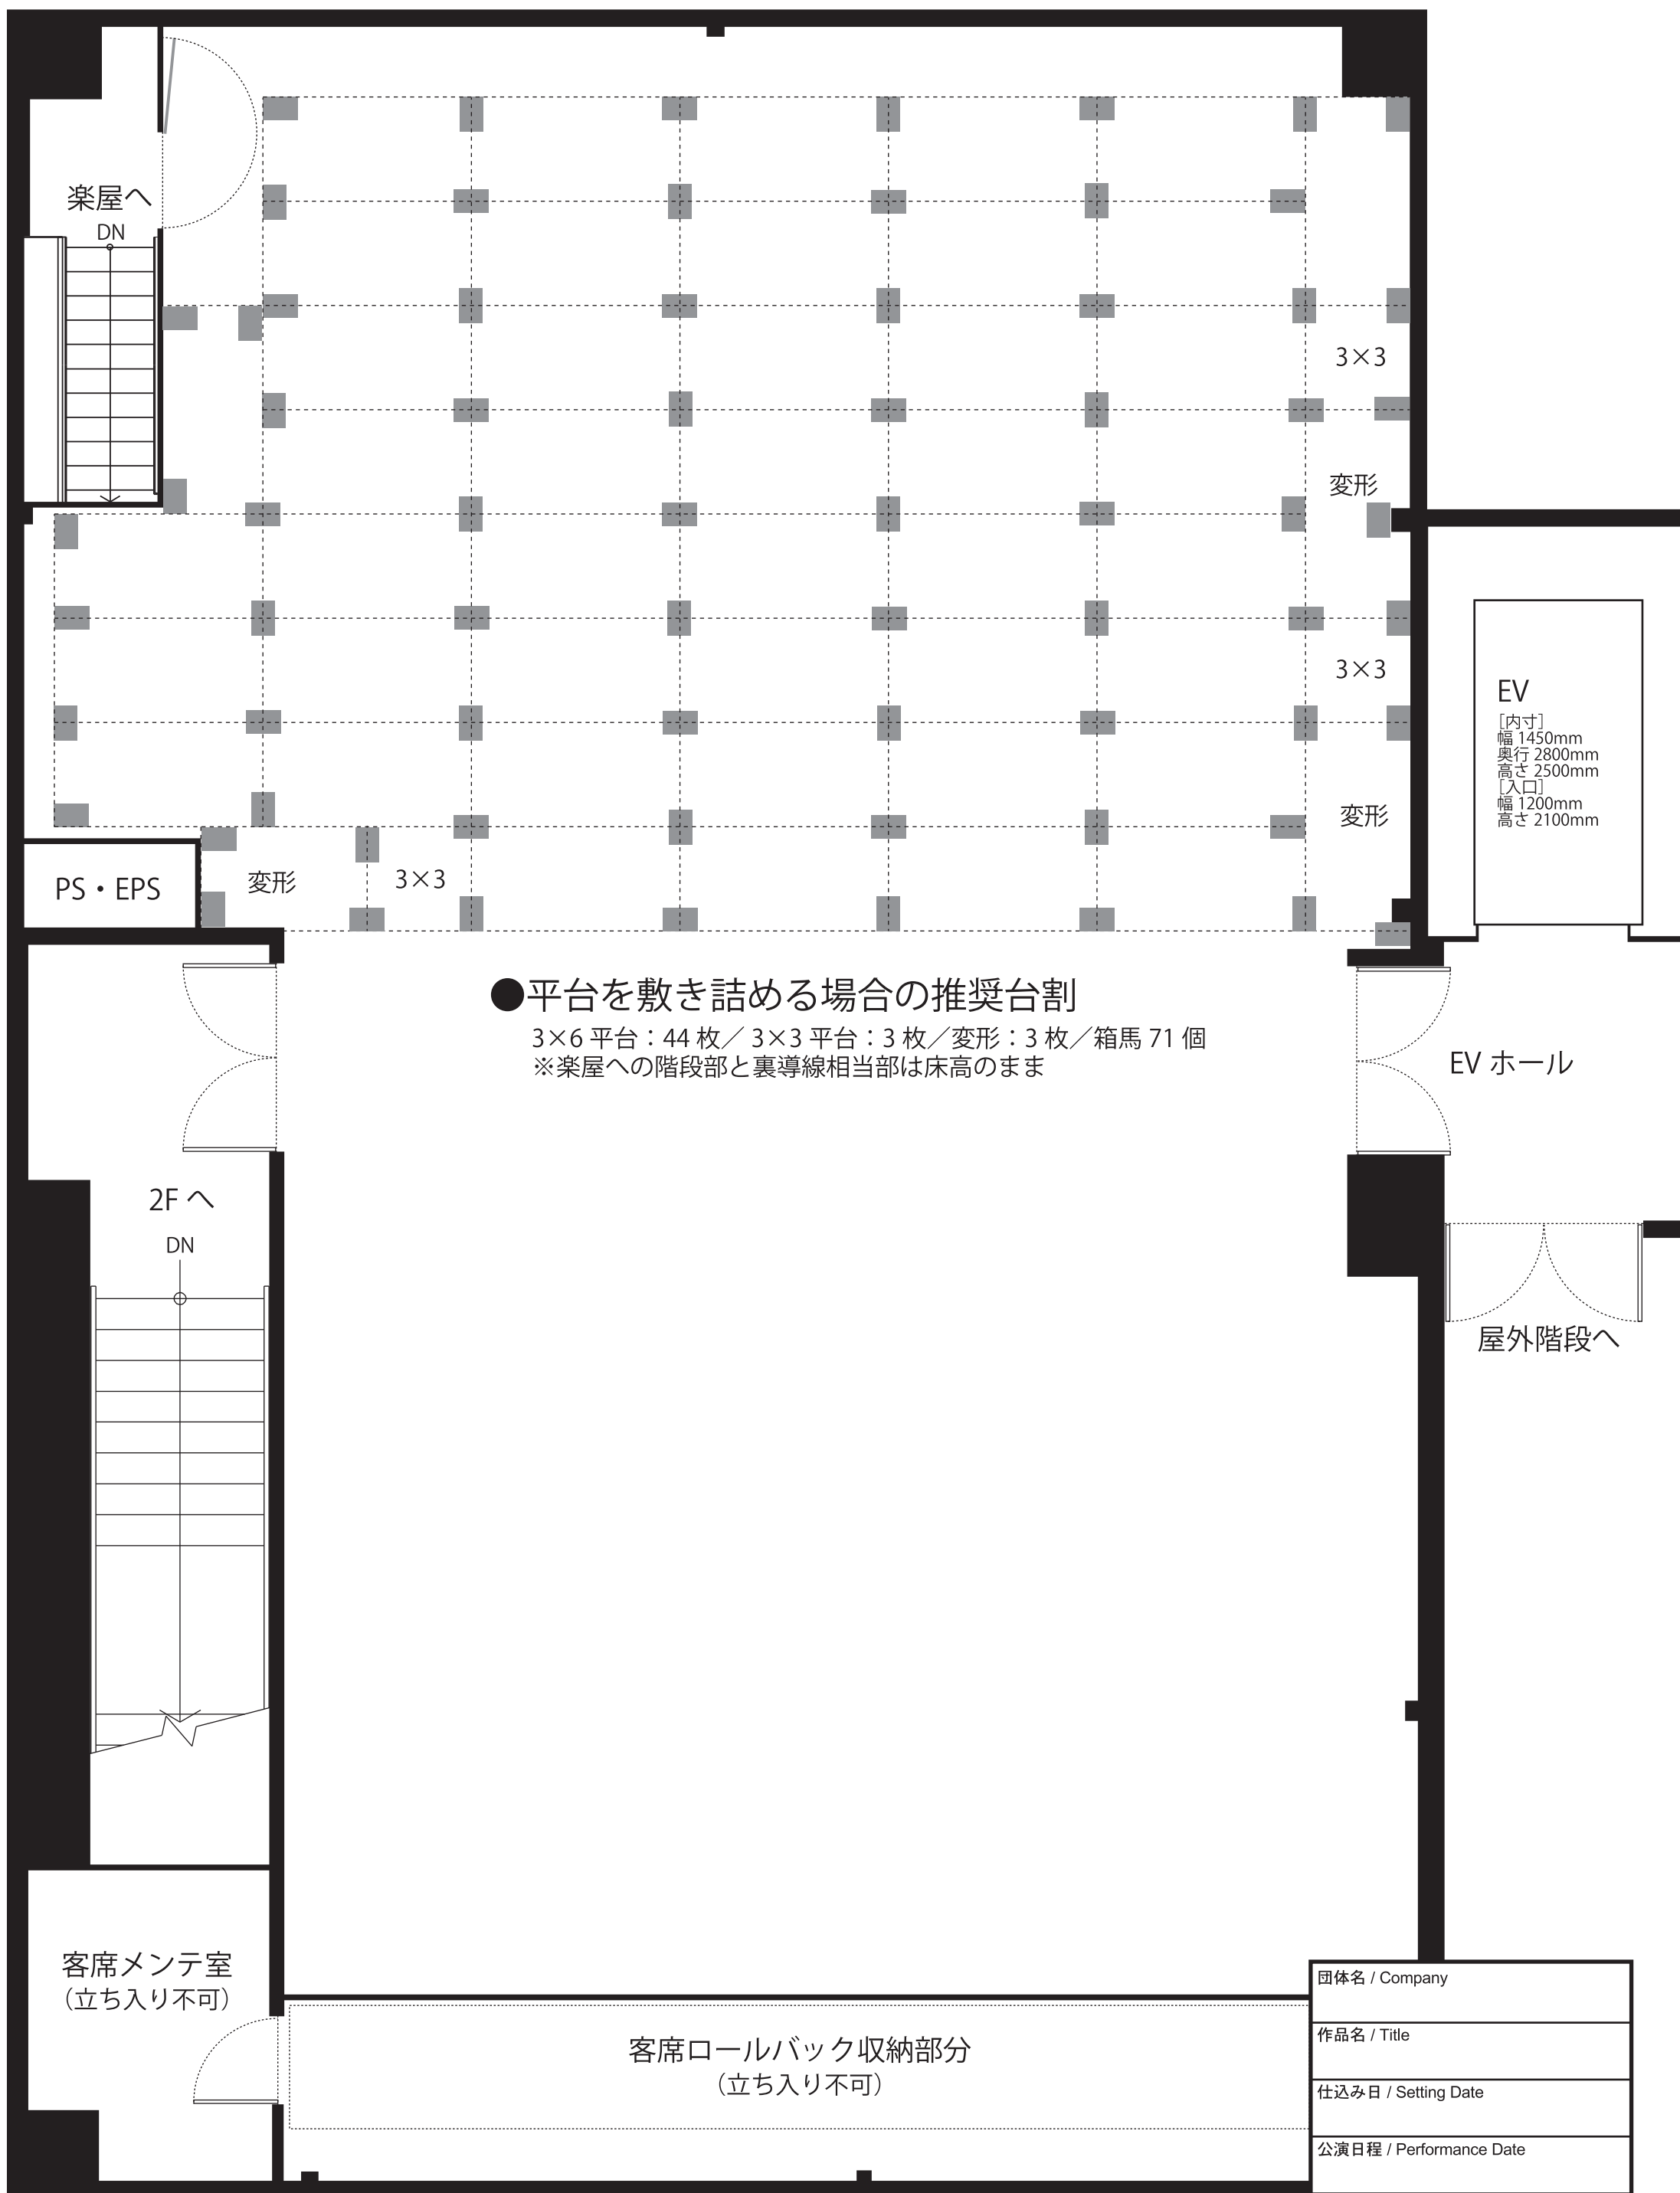 楽屋へ
DN
3×3
変形
3×3
EV
［内寸］
幅 1450mm
奥行 2800mm
高さ 2500mm
［入口］
幅 1200mm
高さ 2100mm
変形
PS・EPS
変形
3×3
●平台を敷き詰める場合の推奨台割
3×6 平台：44 枚／ 3×3 平台：3 枚／変形：3 枚／箱馬 71 個
※楽屋への階段部と裏導線相当部は床高のまま
EV ホール
2F へ
DN
屋外階段へ
客席メンテ室
（立ち入り不可）
客席ロールバック収納部分
（立ち入り不可）
団体名 / Company
作品名 / Title
仕込み日 / Setting Date
公演日程 / Performance Date